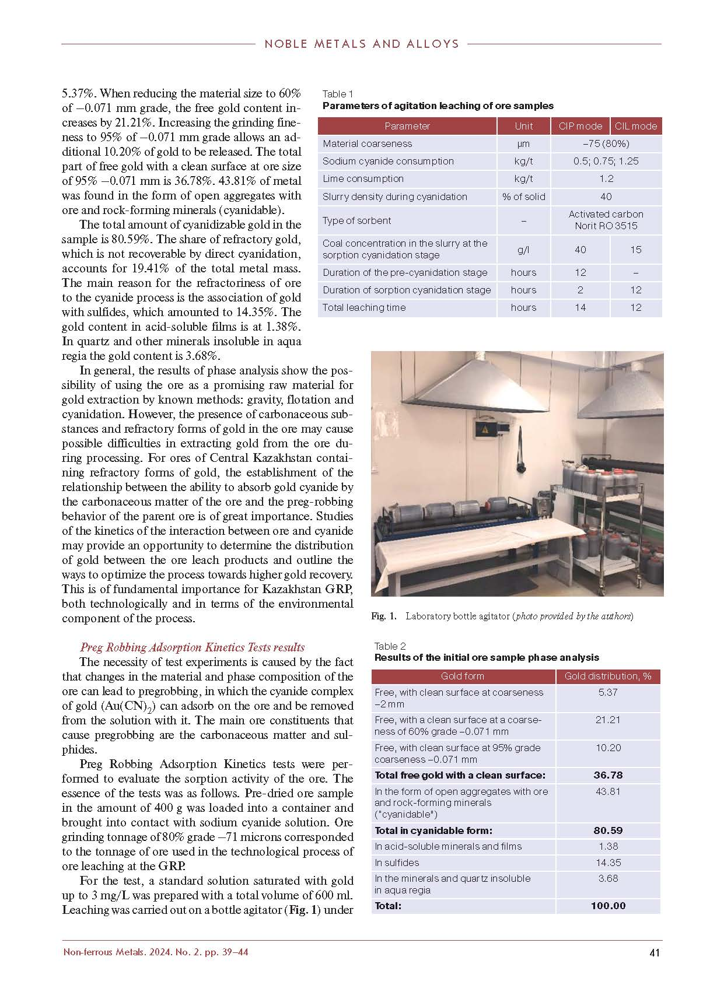 NOBLE METALS AND ALLOYS
5.37%. When reducing the material size to 60%
of –0.071 mm grade, the free gold content in-
creases by 21.21%. Increasing the grinding fine-
ness to 95% of –0.071 mm grade allows an ad-
ditional 10.20% of gold to be released. The total
part of free gold with a clean surface at ore size
of 95% –0.071 mm is 36.78%. 43.81% of metal
was found in the form of open aggregates with
ore and rock-forming minerals (cyanidable).
The total amount of cyanidizable gold in the
sample is 80.59%. The share of refractory gold,
which is not recoverable by direct cyanidation,
accounts for 19.41% of the total metal mass.
The main reason for the refractoriness of ore
to the cyanide process is the association of gold
with sulfides, which amounted to 14.35%. The
gold content in acid-soluble films is at 1.38%.
In quartz and other minerals insoluble in aqua
regia the gold content is 3.68%.
In general, the results of phase analysis show the pos-
sibility of using the ore as a promising raw material for
gold extraction by known methods: gravity, flotation and
cyanidation. However, the presence of carbonaceous sub-
stances and refractory forms of gold in the ore may cause
possible difficulties in extracting gold from the ore du-
ring processing. For ores of Central Kazakhstan contai-
ning refractory forms of gold, the establishment of the
relationship between the ability to absorb gold cyanide by
the carbonaceous matter of the ore and the preg-robbing
behavior of the parent ore is of great importance. Studies
of the kinetics of the interaction between ore and cyanide
may provide an opportunity to determine the distribution
of gold between the ore leach products and outline the
ways to optimize the process towards higher gold recovery.
This is of fundamental importance for Kazakhstan GRP,
both technologically and in terms of the environmental
component of the process.
Preg Robbing Adsorption Kinetics Tests results
The necessity of test experiments is caused by the fact
that changes in the material and phase composition of the
ore can lead to pregrobbing, in which the cyanide complex
of gold (Au(CN)2) can adsorb on the ore and be removed
from the solution with it. The main ore constituents that
cause pregrobbing are the carbonaceous matter and sul-
phides.
Preg Robbing Adsorption Kinetics tests were per-
formed to evaluate the sorption activity of the ore. The
essence of the tests was as follows. Pre-dried ore sample
in the amount of 400 g was loaded into a container and
brought into contact with sodium cyanide solution. Ore
grinding tonnage of 80% grade –71 microns corresponded
to the tonnage of ore used in the technological process of
ore leaching at the GRP.
For the test, a standard solution saturated with gold
up to 3 mg/L was prepared with a total volume of 600 ml.
Leaching was carried out on a bottle agitator (Fig. 1) under
Table 1
Parameters of agitation leaching of ore samples
Parameter Unit CIP mode CIL mode
Material coarseness µm –75 (80%)
Sodium cyanide consumption kg/t 0.5; 0.75; 1.25
Lime consumption kg/t 1.2
Slurry density during cyanidation % of solid 40
Type of sorbent – Activated carbon
Norit RO 3515
Coal concentration in the slurry at the
sorption cyanidation stage g/l 40 15
Duration of the pre-cyanidation stage hours 12 –
Duration of sorption cyanidation stage hours 2 12
Total leaching time hours 14 12
Fig. 1. Laboratory bottle agitator (photo provided by the authors)
Table 2
Results of the initial ore sample phase analysis
Gold form Gold distribution, %
Free, with clean surface at coarseness 5.37
–2 mm
Free, with a clean surface at a coarse- 21.21
ness of 60% grade –0.071 mm
Free, with clean surface at 95% grade 10.20
coarseness –0.071 mm
Total free gold with a clean surface: 36.78
In the form of open aggregates with ore 43.81
and rock-forming minerals
("cyanidable")
Total in cyanidable form: 80.59
In acid-soluble minerals and films 1.38
In sulfides 14.35
In the minerals and quartz insoluble 3.68
in aqua regia
Total: 100.00
Non-ferrous Metals. 2024. No. 2. pp. 39–44
41